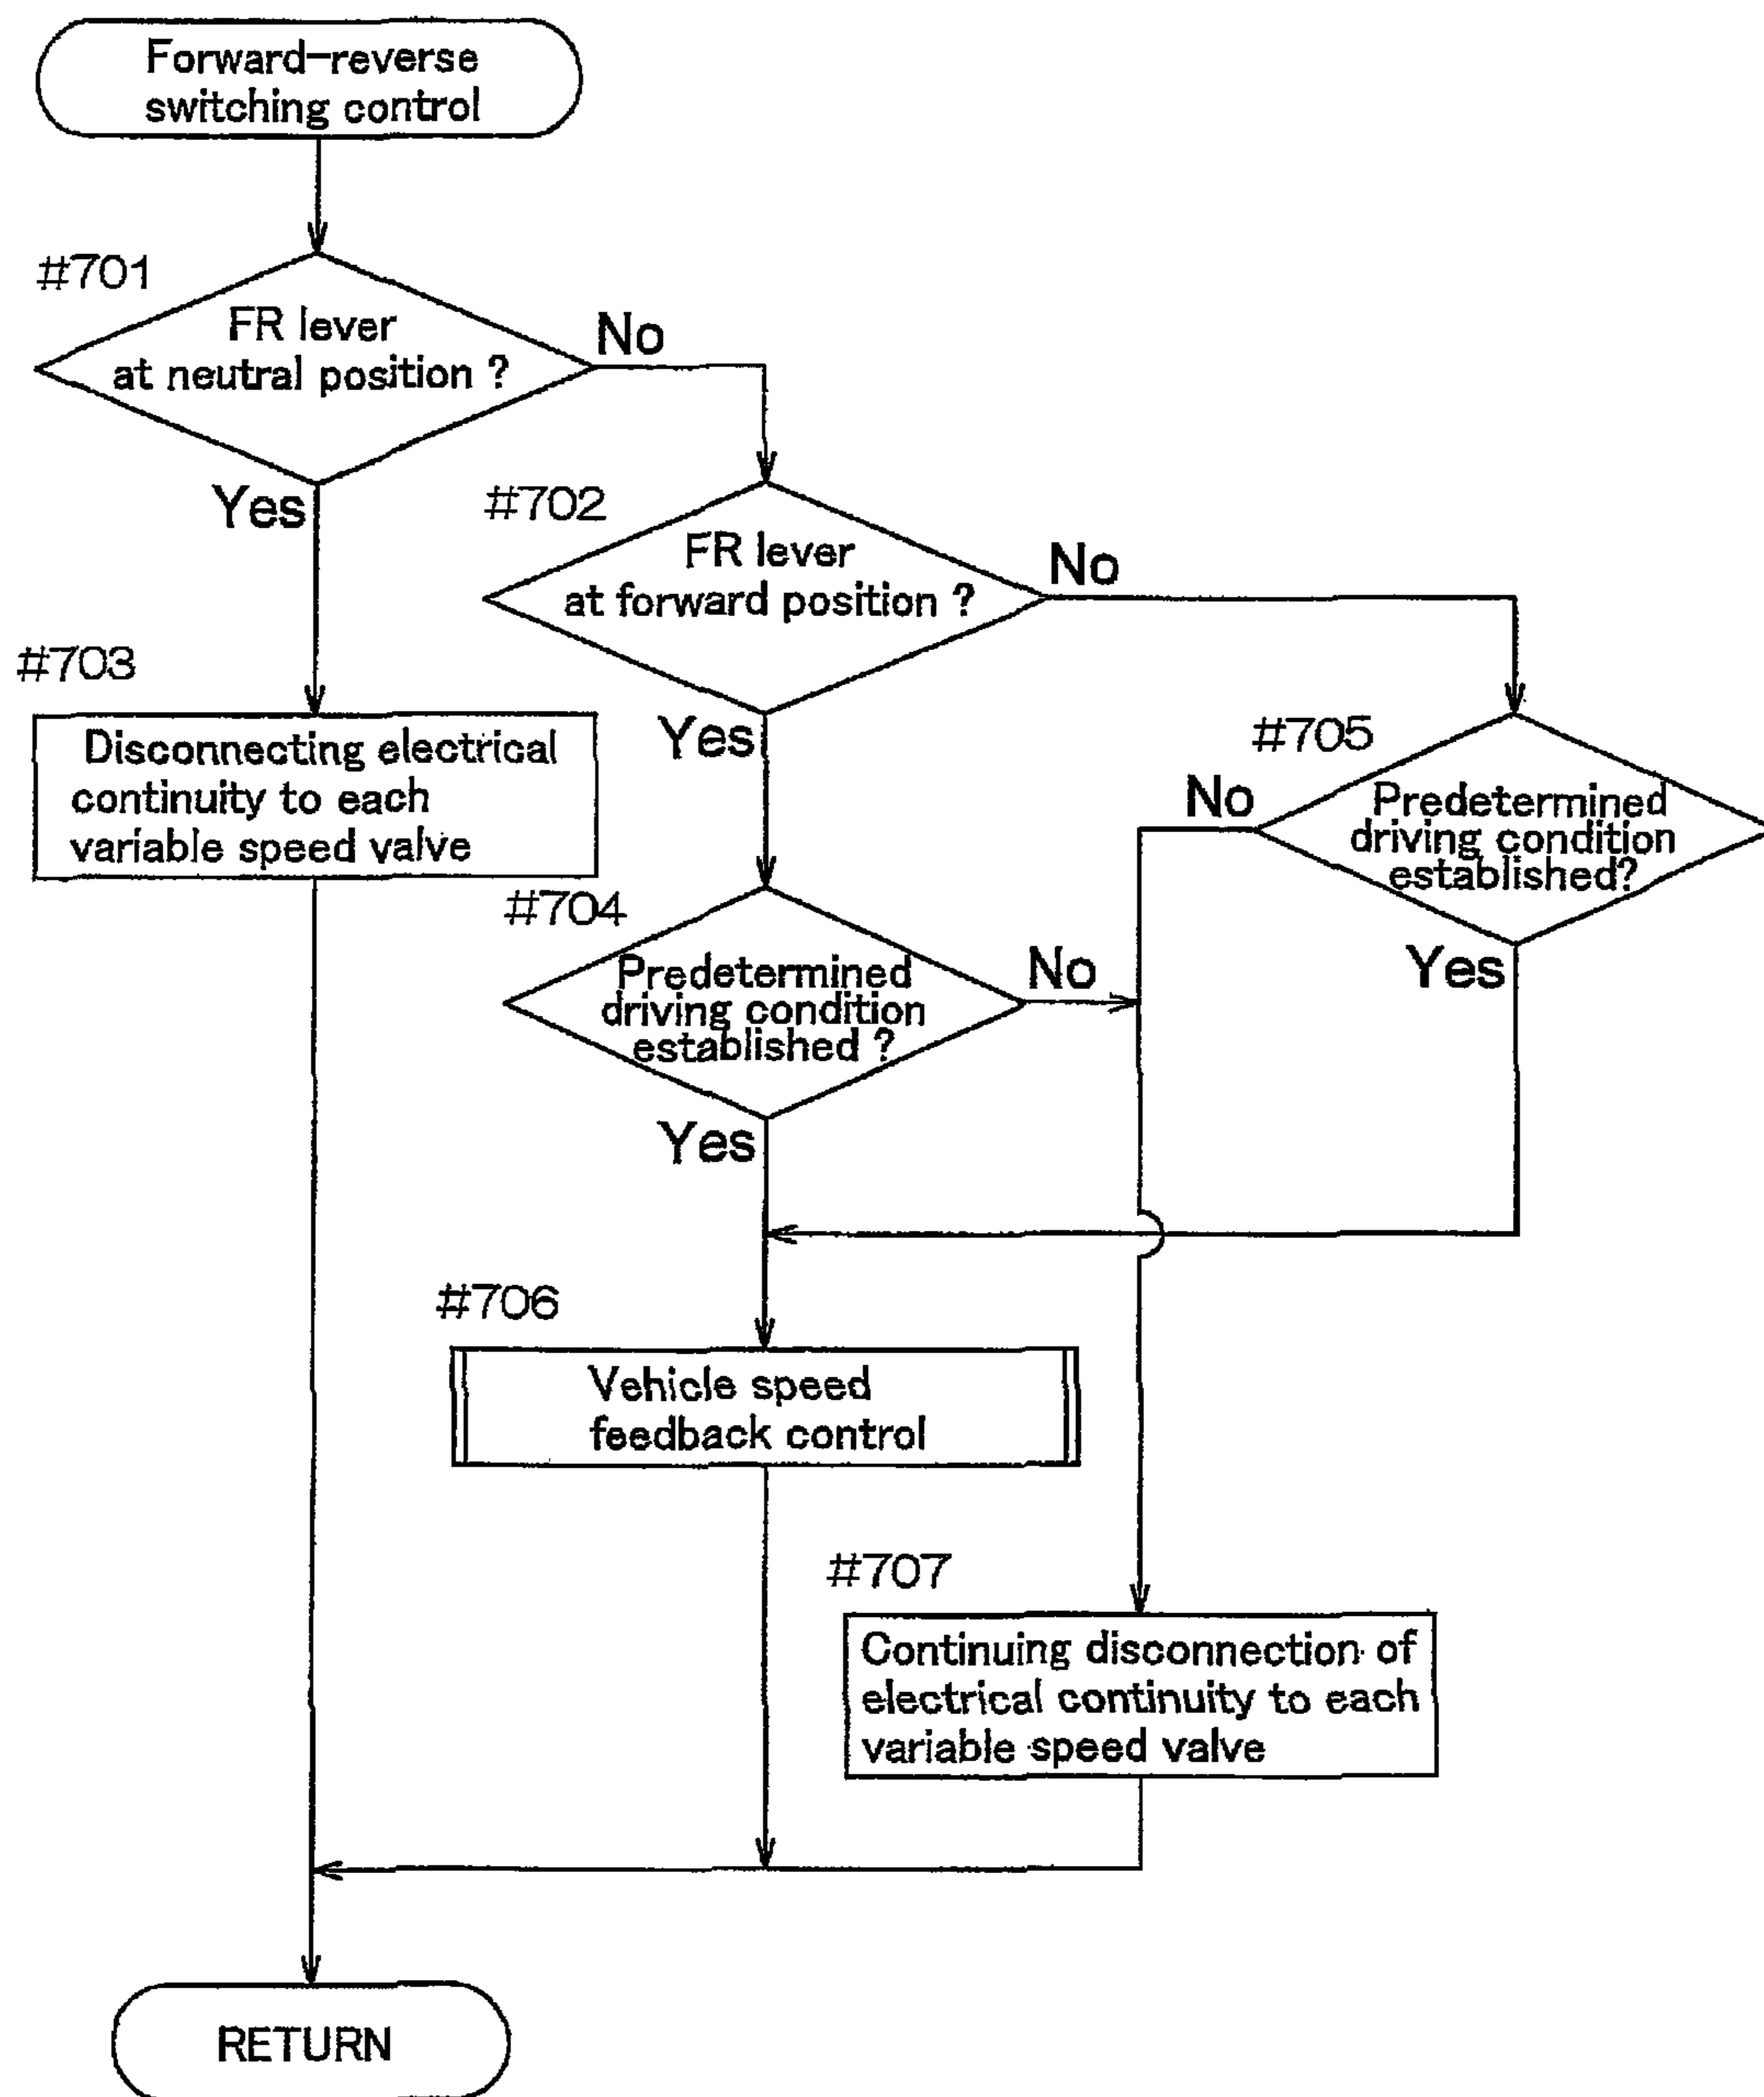 Forward-reverse
switching control
#701
FR lever
at neutral position ?
No
Yes
#702
FR lever
at forward position ?
No
Yes
#703
Disconnecting electrical
continuity to each
variable speed valve
#705
Predetermined
driving condition
established?
No
Yes
#704
Predetermined
driving condition
established ?
No
Yes
#706
Vehicle speed
feedback control
#707
Continuing disconnection of
electrical continuity to each
variable speed valve
RETURN